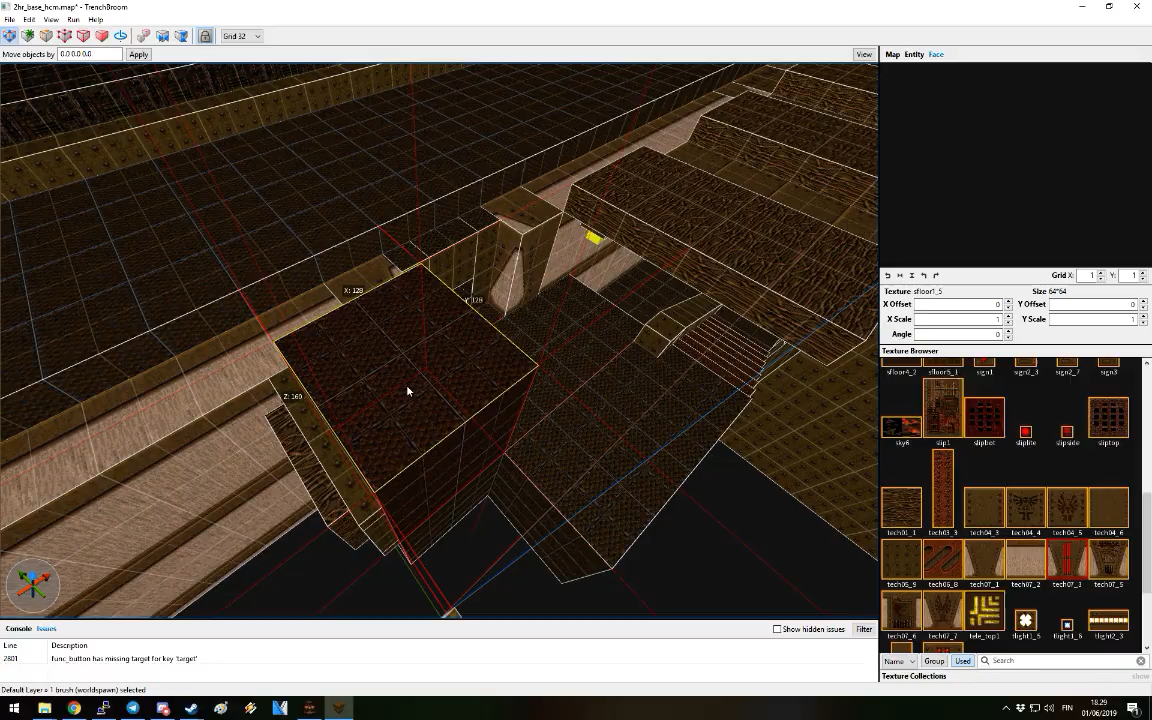 2hr_base_hcm.map* - TrenchBroom
File Edit View Run Help
Grid 32
Move objects by 0.0 0.0 0.0 Apply
View
Map Entity Face
X: 128
Y: 128
Z: 160
Grid X: 1 Y: 1
Texture sfloor1_5 Size 64*64
X Offset 0 Y Offset 0
X Scale 1 Y Scale 1
Angle 0
Texture Browser
sfloor4_2 sfloor5_1 sign1 sign2_3 sign2_7 sign3
sky6 slip1 slipbot sliplite slipside sliptop
tech01_1 tech03_3 tech04_3 tech04_4 tech04_5 tech04_6
tech05_9 tech06_8 tech07_1 tech07_2 tech07_3 tech07_5
tech07_6 tech07_7 tele_top1 tlight1_5 tlight1_6 tlight2_3
Name Group Used Search
Texture Collections show
Console Issues
Show hidden issues Filter
Line Description
2801 func_button has missing target for key 'target'
Default Layer » 1 brush (worldspawn) selected
FIN
18.29
01/06/2019